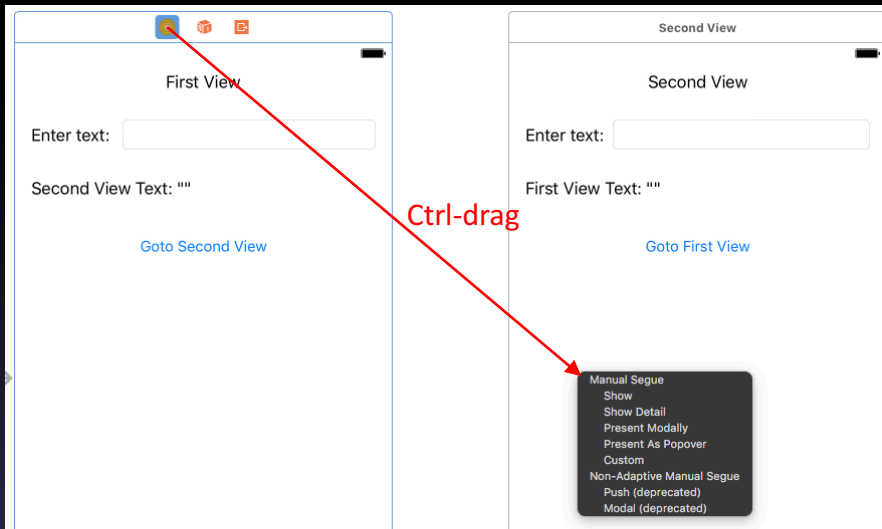 First View
Enter text:
Second View Text: ""
Goto Second View
Ctrl-drag
Second View
Second View
Enter text:
First View Text: ""
Goto First View
Manual Segue
Show
Show Detail
Present Modally
Present As Popover
Custom
Non-Adaptive Manual Segue
Push (deprecated)
Modal (deprecated)